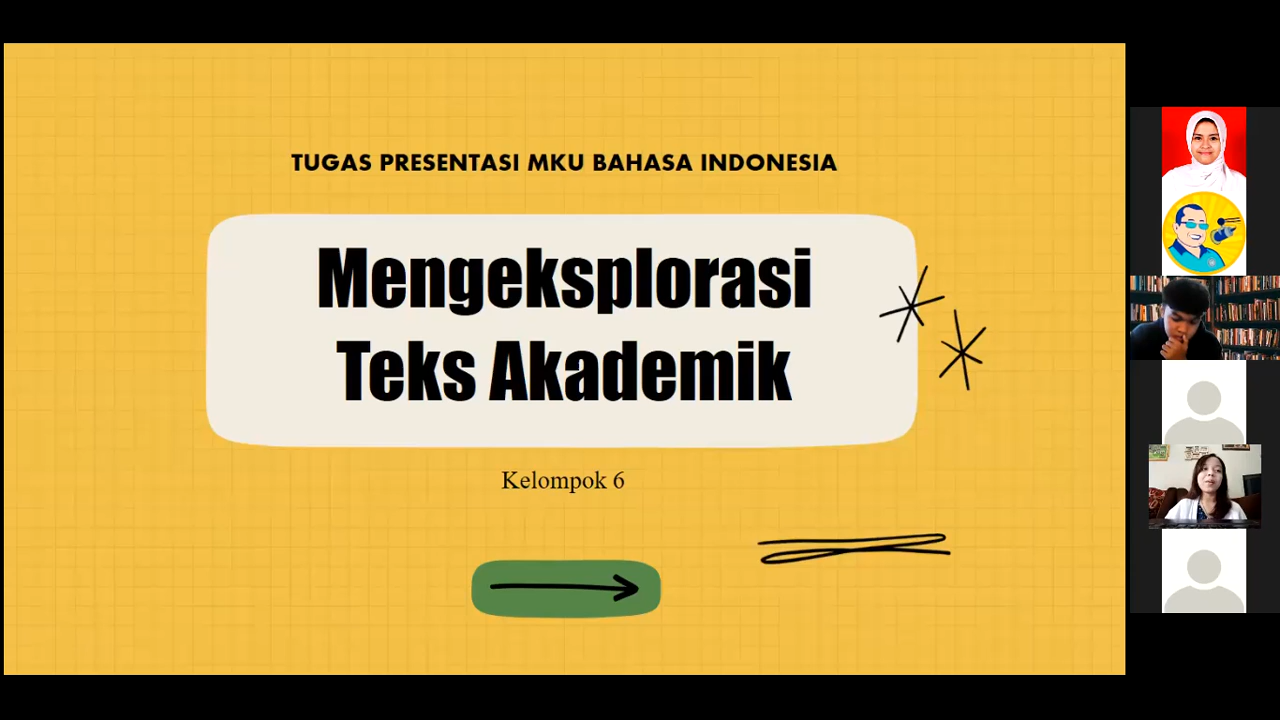 TUGAS PRESENTASI MKU BAHASA INDONESIA
Mengeksplorasi
Teks Akademik
Kelompok 6